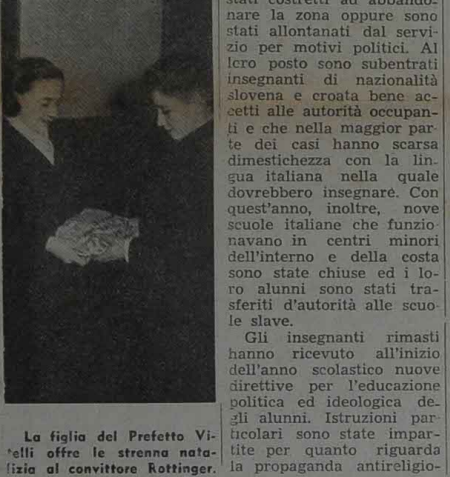 La figlia del Prefetto Vi-
telli offre le strenna nata-
lizia al convittore Rottinger.
stati costretti ad abbando-
nare la zona oppure sono
stati allontanati dal servi-
zio per motivi politici. Al
lcro posto sono subentrati
insegnanti di nazionalità
slovena e croata bene ac-
cetti alle autorità occupan-
ti e che nella maggior par-
te dei casi hanno scarsa
dimestichezza con la lin-
gua italiana nella quale
dovrebbero insegnare. Con
quest'anno, inoltre, nove
scuole italiane che funzio-
navano in centri minori
dell'interno e della costa
sono state chiuse ed i lo-
ro alunni sono stati tra-
sferiti d'autorità alle scuo-
le slave.
Gli insegnanti rimasti
hanno ricevuto all'inizio
dell'anno scolastico nuove
direttive per l'educazione
politica ed ideologica de-
gli alunni. Istruzioni par-
ticolari sono state impar-
tite per quanto riguarda
la propaganda antireligio-